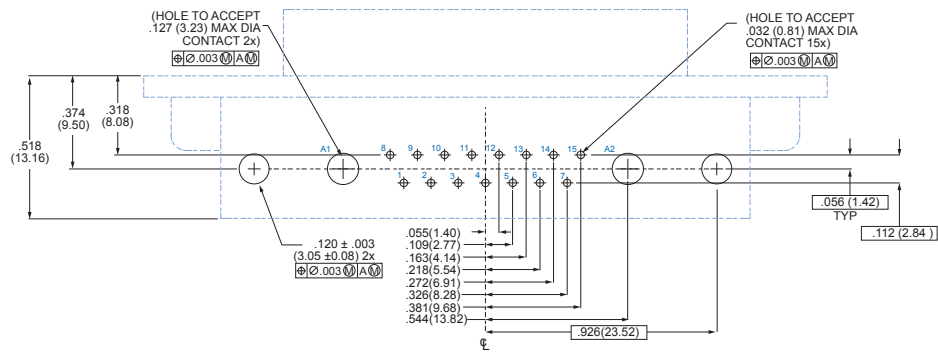 (HOLE TO ACCEPT
.127 (3.23) MAX DIA
CONTACT 2x)
⌖ Ø.003 Ⓜ A Ⓜ
(HOLE TO ACCEPT
.032 (0.81) MAX DIA
CONTACT 15x)
⌖ Ø.003 Ⓜ A Ⓜ
.518
(13.16)
.374
(9.50)
.318
(8.08)
A1
8 9 10 11 12 13 14 15
A2
1 2 3 4 5 6 7
.056 (1.42)
TYP
.112 (2.84 )
.120 ± .003
(3.05 ±0.08) 2x
⌖ Ø.003 Ⓜ A Ⓜ
.055(1.40)
.109(2.77)
.163(4.14)
.218(5.54)
.272(6.91)
.326(8.28)
.381(9.68)
.544(13.82)
.926(23.52)
℄